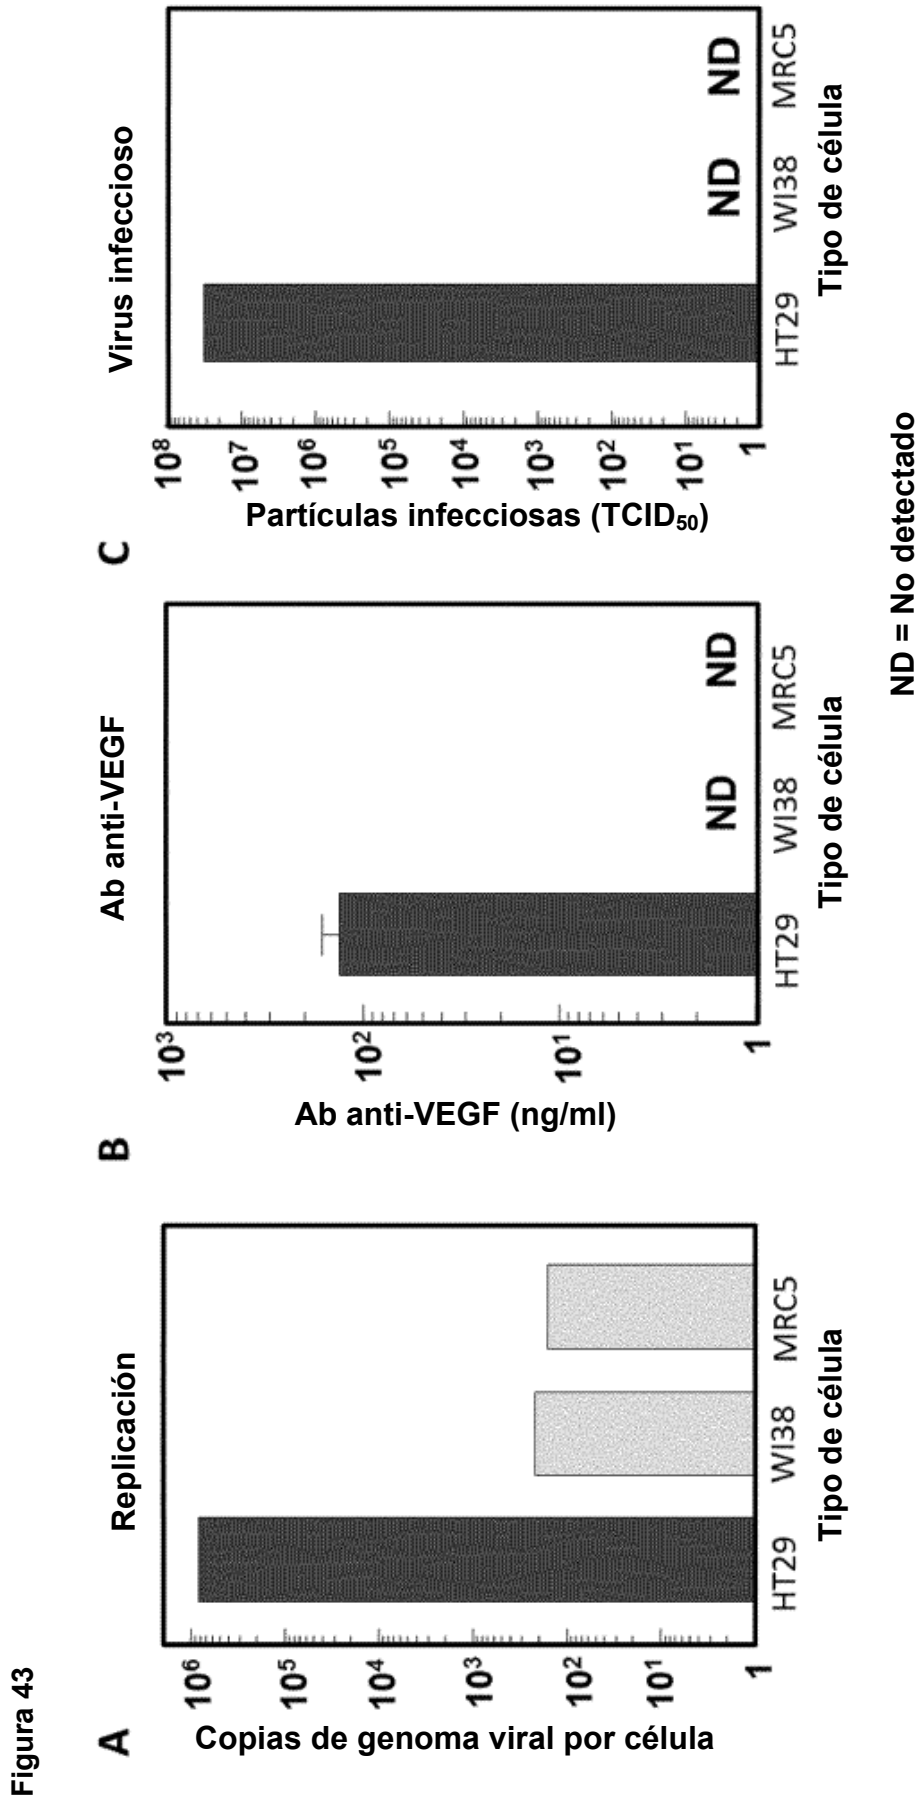 Figura 43
A
Replicación
Copias de genoma viral por célula
10⁶
10⁵
10⁴
10³
10²
10¹
1
HT29 WI38 MRC5
Tipo de célula
B
Ab anti-VEGF
Ab anti-VEGF (ng/ml)
10³
10²
10¹
1
ND ND
HT29 WI38 MRC5
Tipo de célula
C
Virus infeccioso
Partículas infecciosas (TCID₅₀)
10⁸
10⁷
10⁶
10⁵
10⁴
10³
10²
10¹
1
ND ND
HT29 WI38 MRC5
Tipo de célula
ND = No detectado